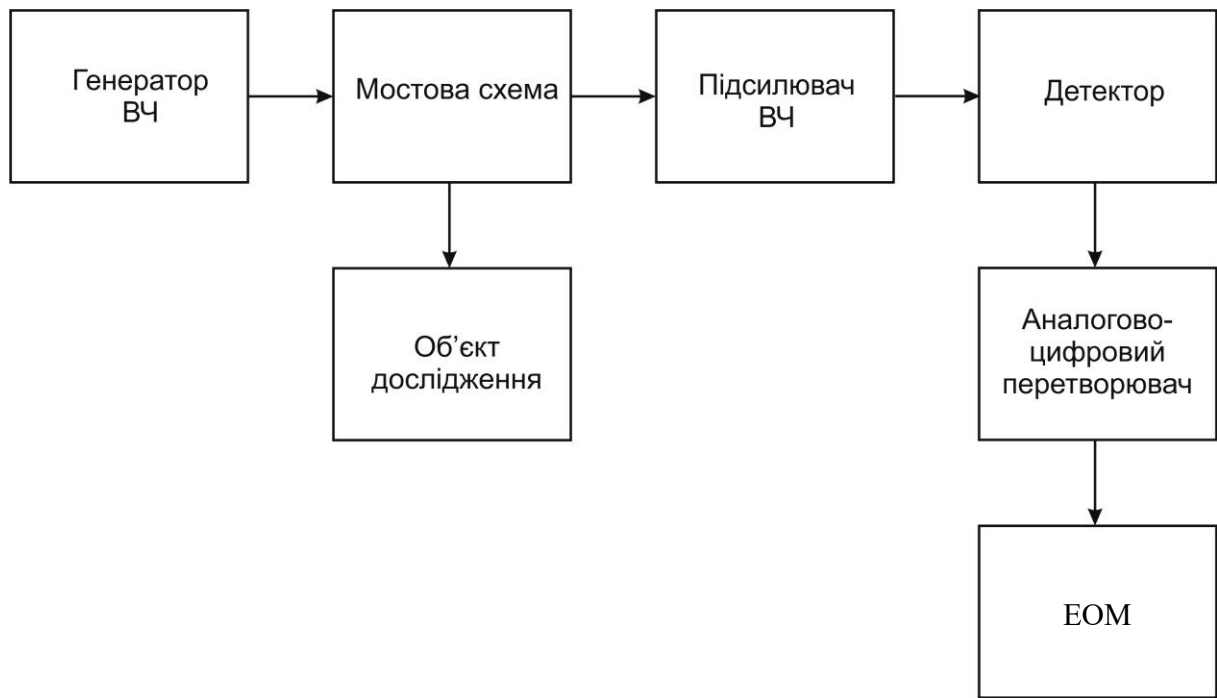 Генератор
ВЧ
Мостова схема
Підсилювач
ВЧ
Детектор
Об’єкт
дослідження
Аналогово-
цифровий
перетворювач
ЕОМ